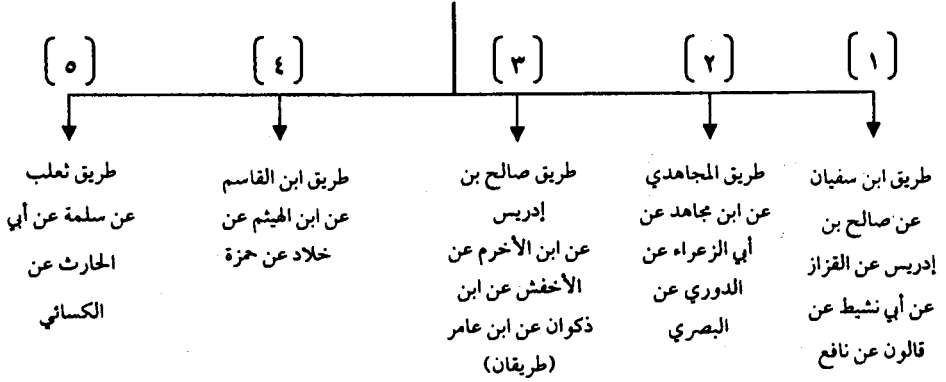 [١]
طريق ابن سفيان
عن صالح بن
إدريس عن القزاز
عن أبي نشيط عن
قالون عن نافع
[٢]
طريق المجاهدي
عن ابن مجاهد عن
أبي الزعراء عن
الدوري عن
البصري
[٣]
طريق صالح بن
إدريس
عن ابن الأخرم عن
الأخفش عن ابن
ذكوان عن ابن عامر
(طريقان)
[٤]
طريق ابن القاسم
عن ابن الهيثم عن
خلاد عن حمزة
[٥]
طريق ثعلب
عن سلمة عن أبي
الحارث عن
الكسائي